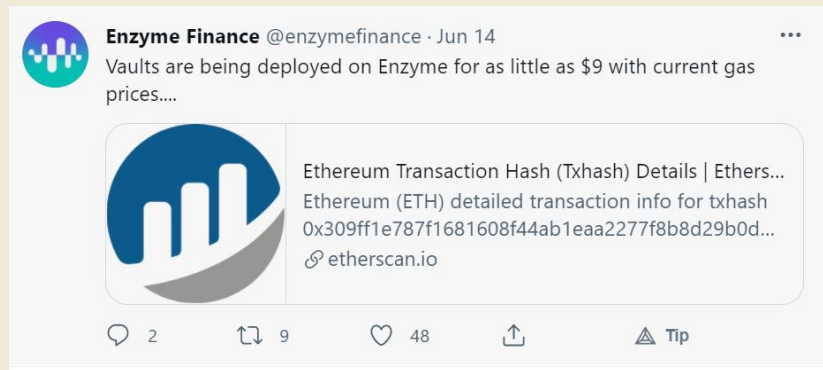 Enzyme Finance @enzymefinance · Jun 14
Vaults are being deployed on Enzyme for as little as $9 with current gas
prices....
Ethereum Transaction Hash (Txhash) Details | Ethers...
Ethereum (ETH) detailed transaction info for txhash
0x309ff1e787f1681608f44ab1eaa2277f8b8d29b0d...
etherscan.io
2 9 48 Tip